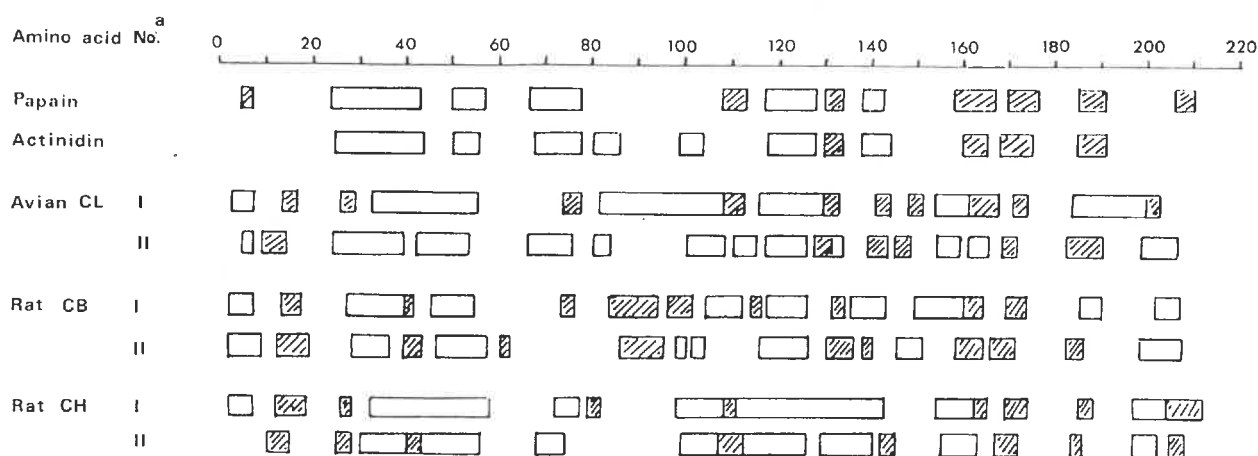 Amino acid No.a 0 20 40 60 80 100 120 140 160 180 200 220
Papain
Actinidin
Avian CL I
II
Rat CB I
II
Rat CH I
II